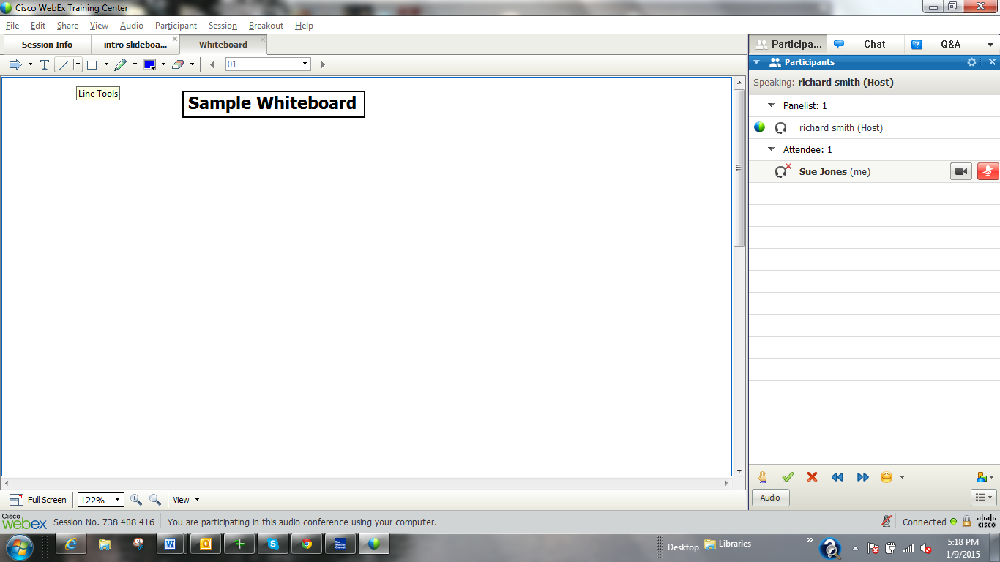 Cisco WebEx Training Center
File Edit Share View Audio Participant Session Breakout Help
Session Info intro slideboa... Whiteboard
Participa... Chat Q&A
T 01
Participants
Line Tools
Sample Whiteboard
Speaking: richard smith (Host)
Panelist: 1
richard smith (Host)
Attendee: 1
Sue Jones (me)
Audio
Full Screen 122% View
Cisco webex Session No. 738 408 416 You are participating in this audio conference using your computer. Connected CISCO
Desktop Libraries
5:18 PM
1/9/2015